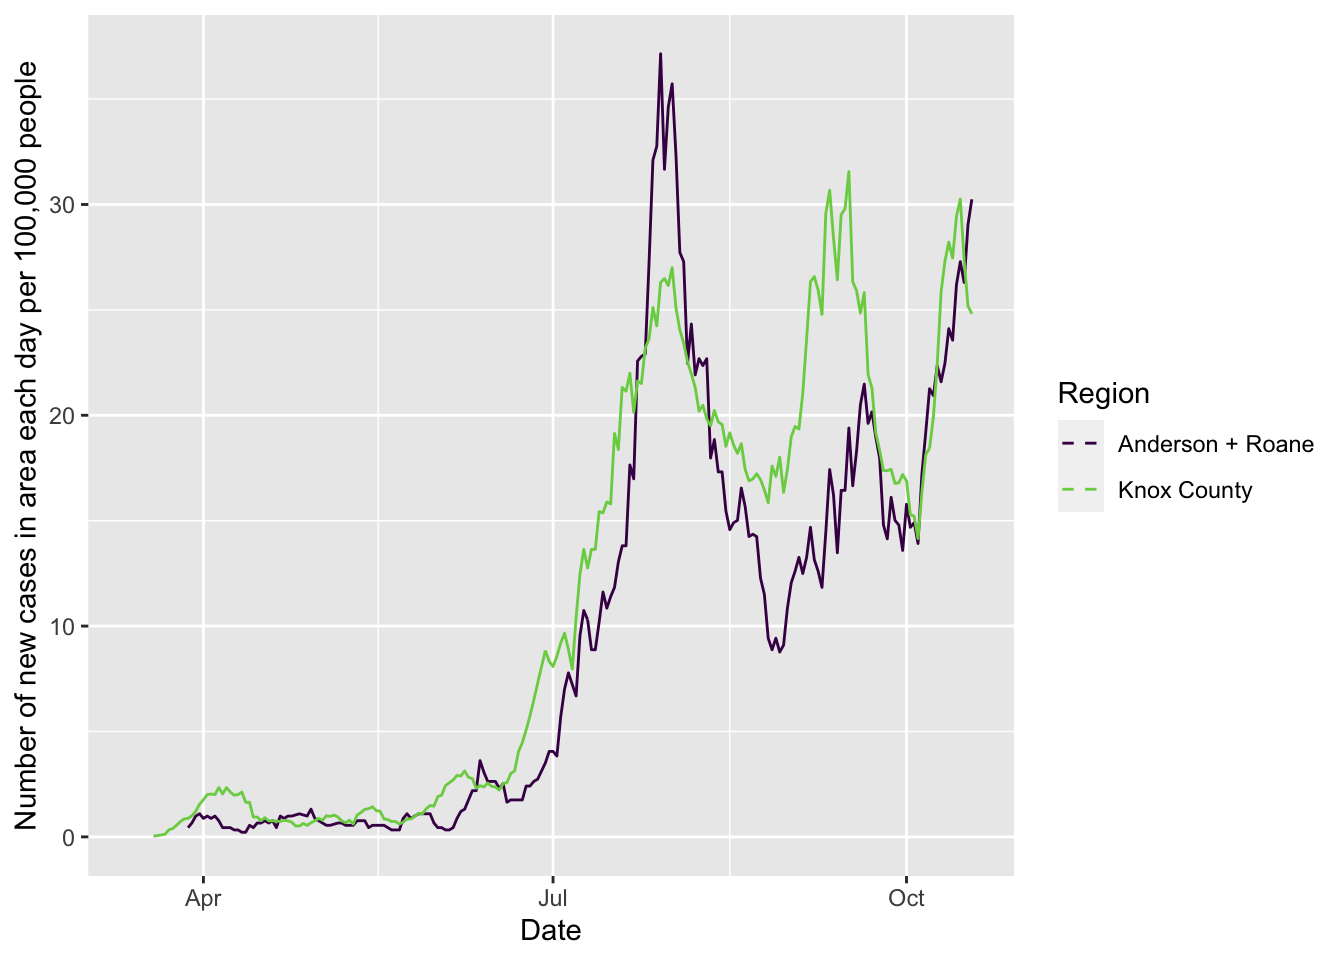 Number of new cases in area each day per 100,000 people
30
20
10
0
Apr
Jul
Oct
Date
Region
Anderson + Roane
Knox County